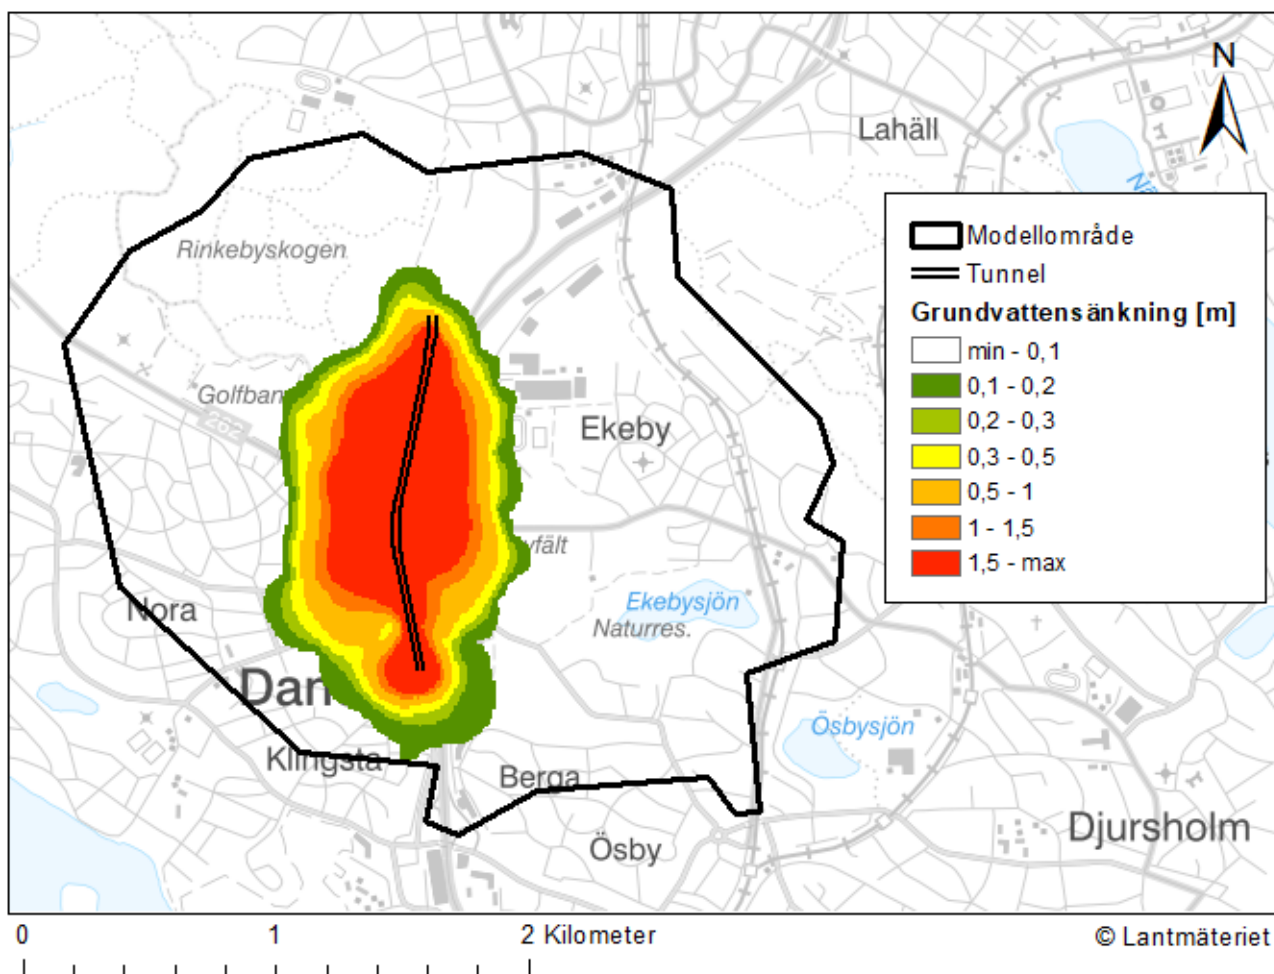 N
Lahäll
Nä
Rinkebyskogen
Modellområde
Tunnel
Grundvattensänkning [m]
min - 0,1
0,1 - 0,2
0,2 - 0,3
0,3 - 0,5
0,5 - 1
1 - 1,5
1,5 - max
Golfban
Ekeby
fält
Ekebysjön
Naturres.
Nora
Dan
Ösbysjön
Klingsta
Berga
Ösby
Djursholm
0 1 2 Kilometer
© Lantmäteriet